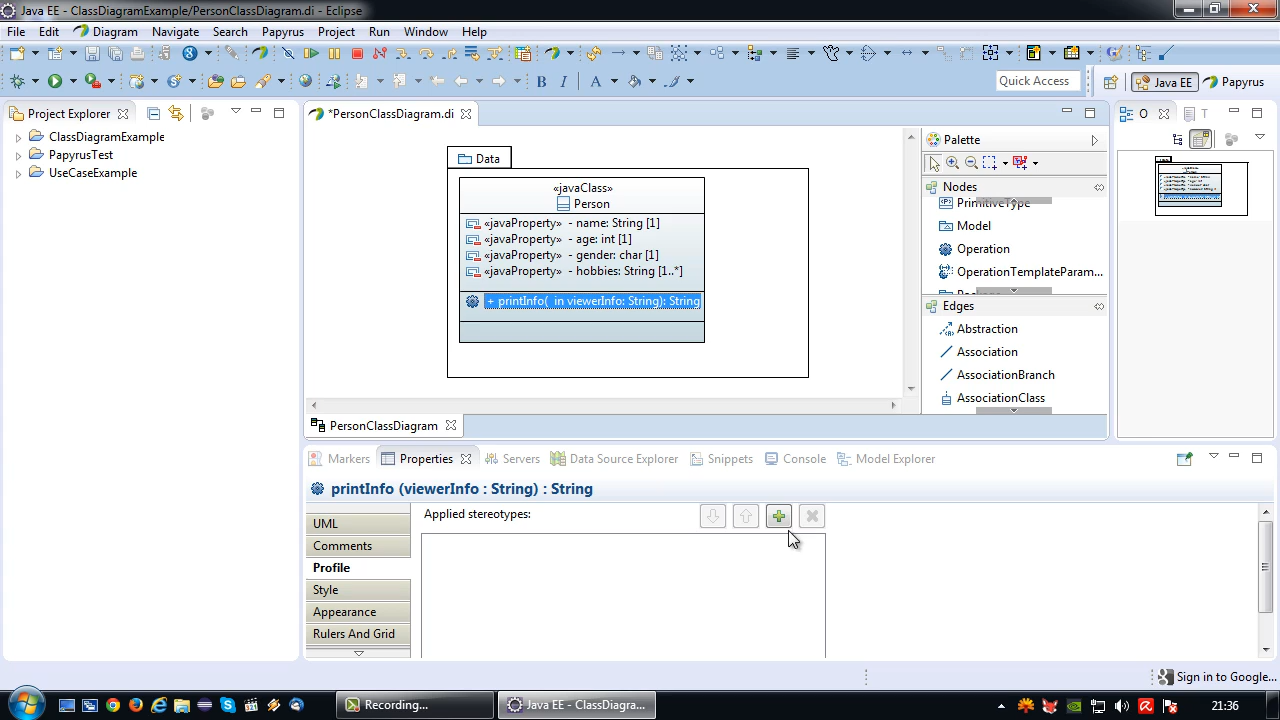 Java EE - ClassDiagramExample/PersonClassDiagram.di - Eclipse
File Edit Diagram Navigate Search Papyrus Project Run Window Help
Quick Access
Java EE
Papyrus
Project Explorer
ClassDiagramExample
PapyrusTest
UseCaseExample
*PersonClassDiagram.di
Data
«javaClass»
Person
«javaProperty» - name: String [1]
«javaProperty» - age: int [1]
«javaProperty» - gender: char [1]
«javaProperty» - hobbies: String [1..*]
+ printInfo( in viewerInfo: String): String
PersonClassDiagram
Palette
Nodes
PrimitiveType
Model
Operation
OperationTemplateParam...
Edges
Abstraction
Association
AssociationBranch
AssociationClass
O
T
Markers Properties Servers Data Source Explorer Snippets Console Model Explorer
printInfo (viewerInfo : String) : String
UML
Comments
Profile
Style
Appearance
Rulers And Grid
Applied stereotypes:
Sign in to Google...
Recording...
Java EE - ClassDiagra...
21:36